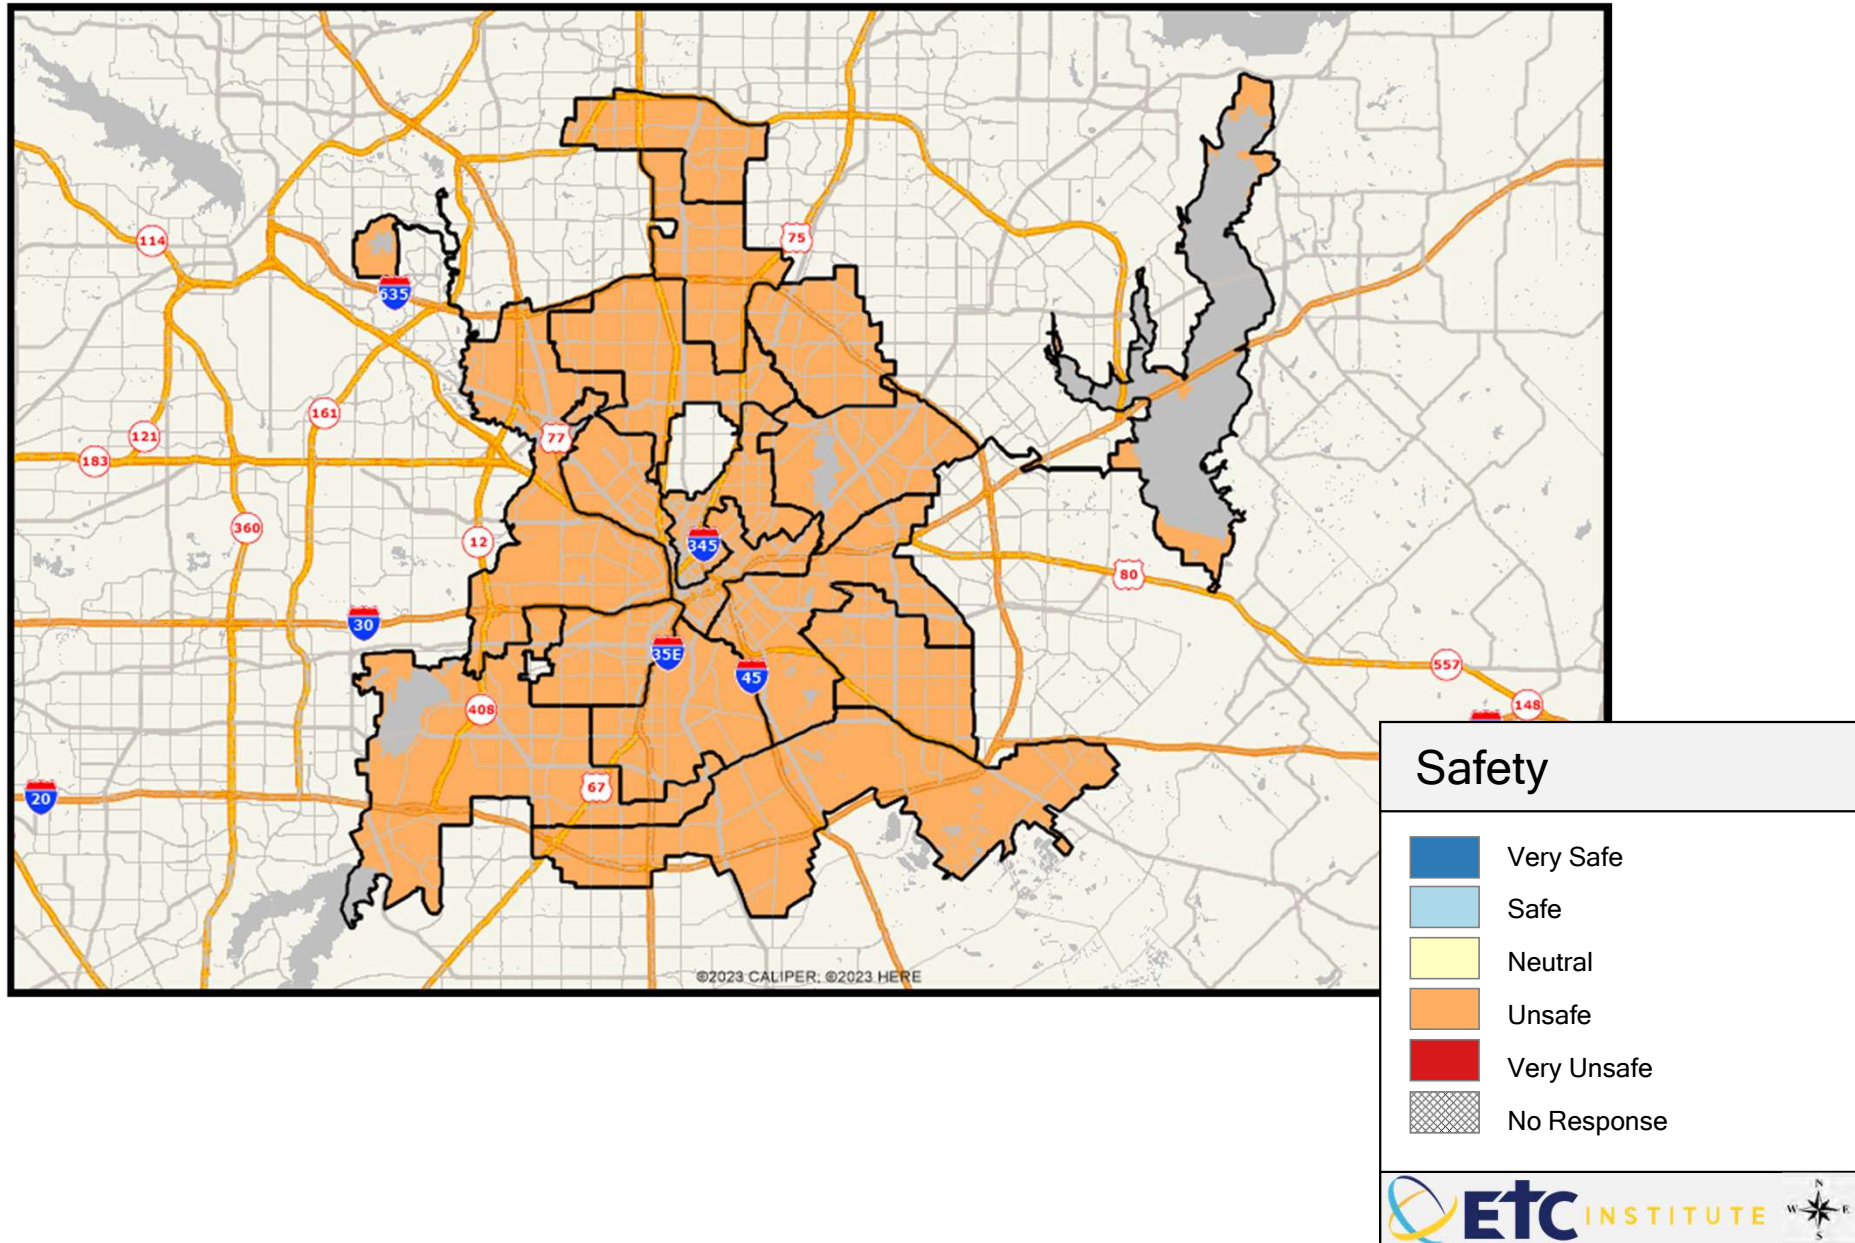 114
75
635
161
121
77
183
360
12
345
80
30
35E
45
557
408
148
67
20
©2023 CALIPER; ©2023 HERE
Safety
Very Safe
Safe
Neutral
Unsafe
Very Unsafe
No Response
ETC INSTITUTE
N
W E
S